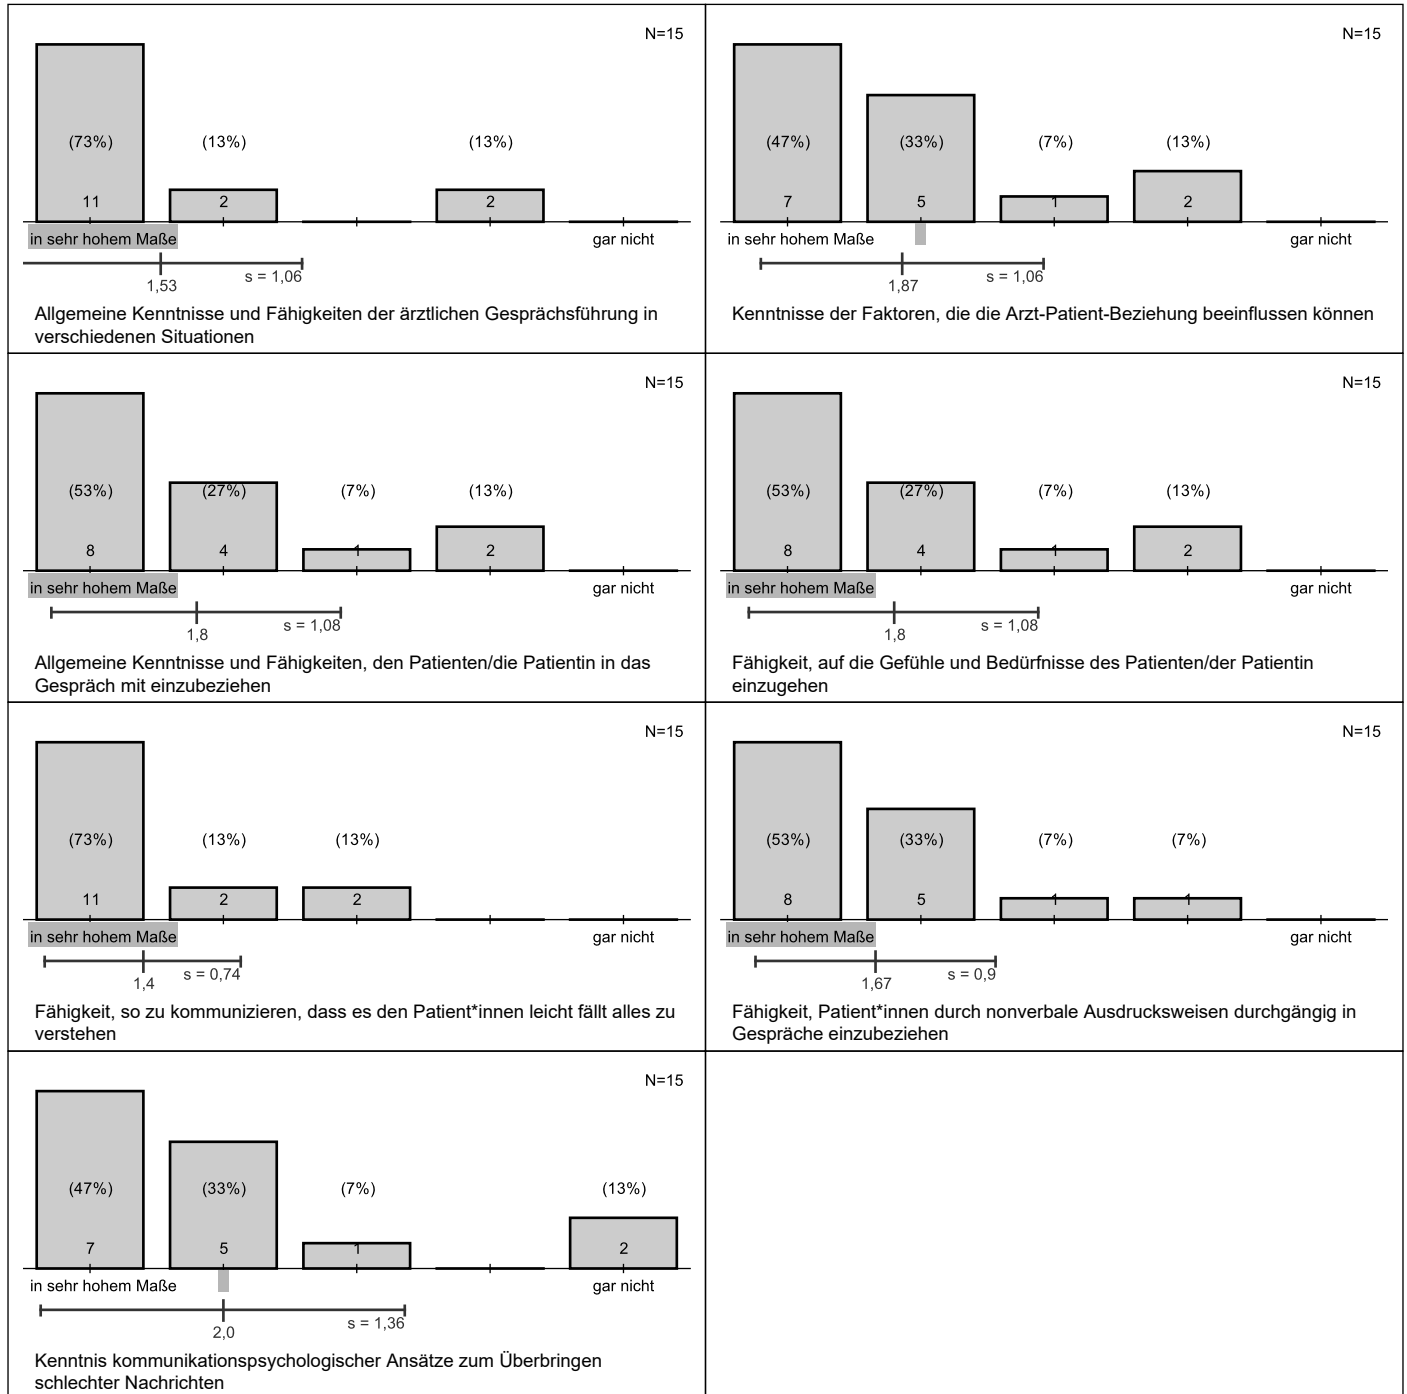 N=15
(73%) (13%) (13%)
11 2 2
in sehr hohem Maße gar nicht
s = 1,06
1,53
Allgemeine Kenntnisse und Fähigkeiten der ärztlichen Gesprächsführung in
verschiedenen Situationen
N=15
(47%) (33%) (7%) (13%)
7 5 1 2
in sehr hohem Maße gar nicht
s = 1,06
1,87
Kenntnisse der Faktoren, die die Arzt-Patient-Beziehung beeinflussen können
N=15
(53%) (27%) (7%) (13%)
8 4 1 2
in sehr hohem Maße gar nicht
s = 1,08
1,8
Allgemeine Kenntnisse und Fähigkeiten, den Patienten/die Patientin in das
Gespräch mit einzubeziehen
N=15
(53%) (27%) (7%) (13%)
8 4 1 2
in sehr hohem Maße gar nicht
s = 1,08
1,8
Fähigkeit, auf die Gefühle und Bedürfnisse des Patienten/der Patientin
einzugehen
N=15
(73%) (13%) (13%)
11 2 2
in sehr hohem Maße gar nicht
s = 0,74
1,4
Fähigkeit, so zu kommunizieren, dass es den Patient*innen leicht fällt alles zu
verstehen
N=15
(53%) (33%) (7%) (7%)
8 5 1 1
in sehr hohem Maße gar nicht
s = 0,9
1,67
Fähigkeit, Patient*innen durch nonverbale Ausdrucksweisen durchgängig in
Gespräche einzubeziehen
N=15
(47%) (33%) (7%) (13%)
7 5 1 2
in sehr hohem Maße gar nicht
s = 1,36
2,0
Kenntnis kommunikationspsychologischer Ansätze zum Überbringen
schlechter Nachrichten